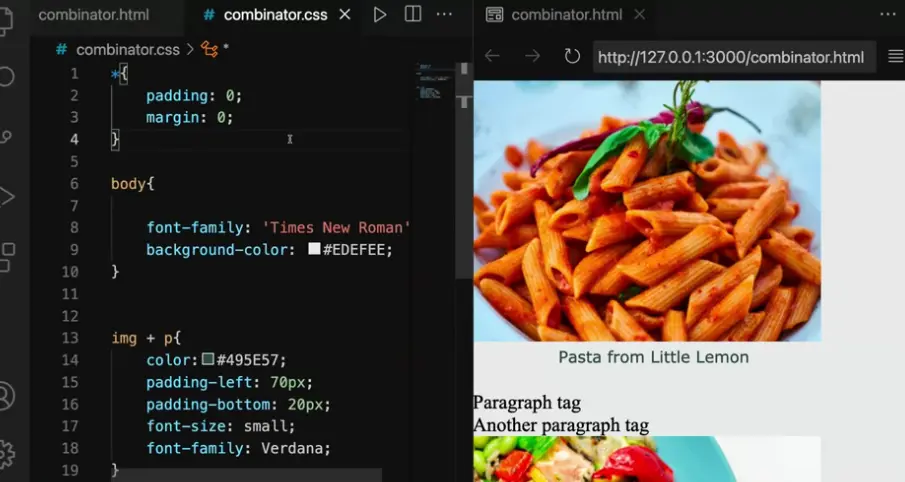 combinator.html
# combinator.css
# combinator.css > *
1 *{
2 padding: 0;
3 margin: 0;
4 }
5
6 body{
7
8 font-family: 'Times New Roman'
9 background-color: #EDEFEE;
10 }
11
12
13 img + p{
14 color: #495E57;
15 padding-left: 70px;
16 padding-bottom: 20px;
17 font-size: small;
18 font-family: Verdana;
19 }
combinator.html
http://127.0.0.1:3000/combinator.html
Pasta from Little Lemon
Paragraph tag
Another paragraph tag